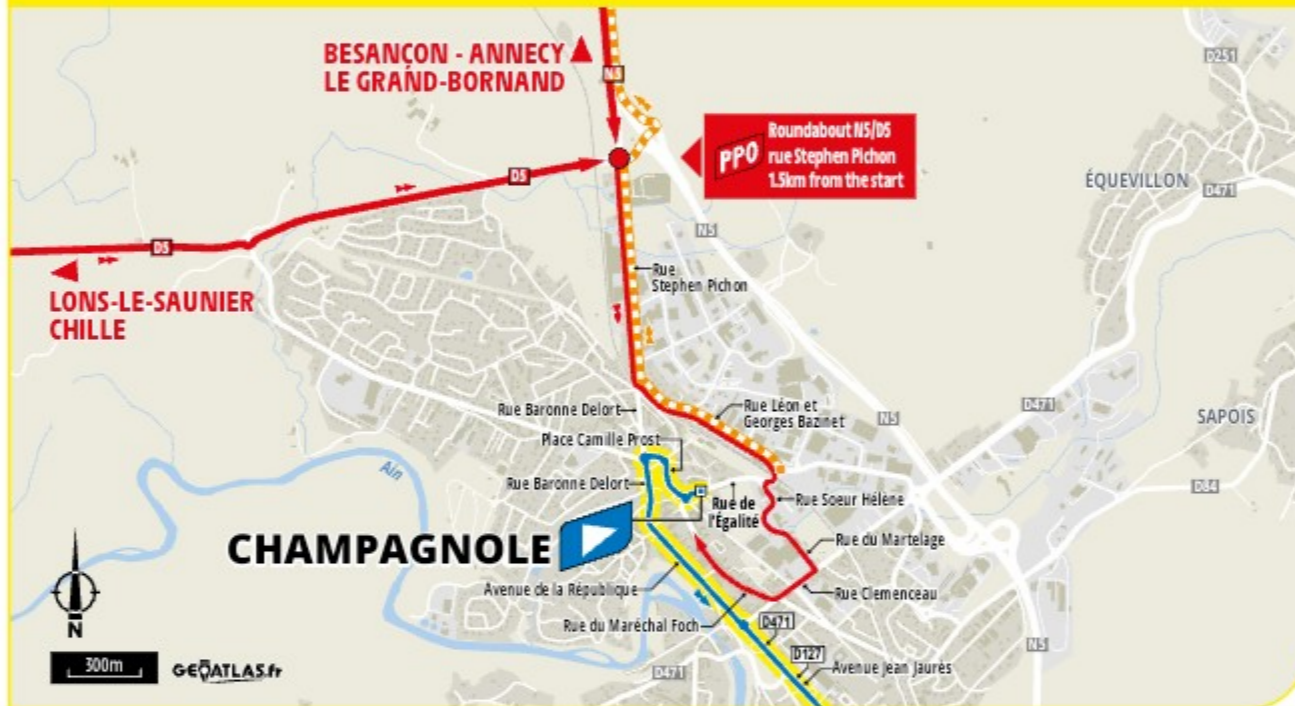 BESANÇON - ANNECY
LE GRAND-BORNAND
N5
D251
PPO
Roundabout N5/D5
rue Stephen Pichon
1.5km from the start
D5
ÉQUEVILLON
D471
N5
D5
LONS-LE-SAUNIER
CHILLE
Rue
Stephen Pichon
Rue Baronne Delort
Rue Léon et
Georges Bazinet
D471
N5
SAPOIS
Place Camille Prost
Ain
Rue Baronne Delort
Rue de
l'Égalité
Rue Soeur Hélène
D84
CHAMPAGNOLE
Rue du Martelage
Avenue de la République
Rue Clemenceau
Rue du Maréchal Foch
D471
N5
D127
Avenue Jean Jaurès
D471
N
300m
GEOATLAS.fr